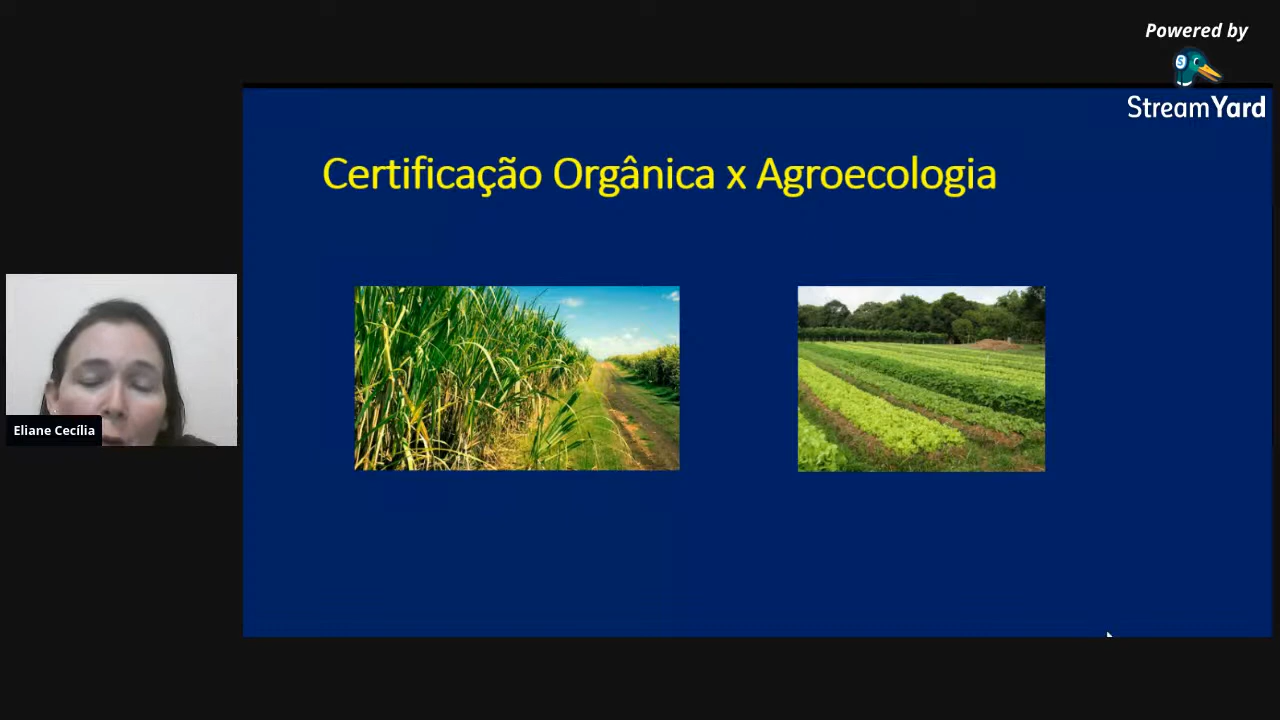 Powered by
StreamYard
Certificação Orgânica x Agroecologia
Eliane Cecília